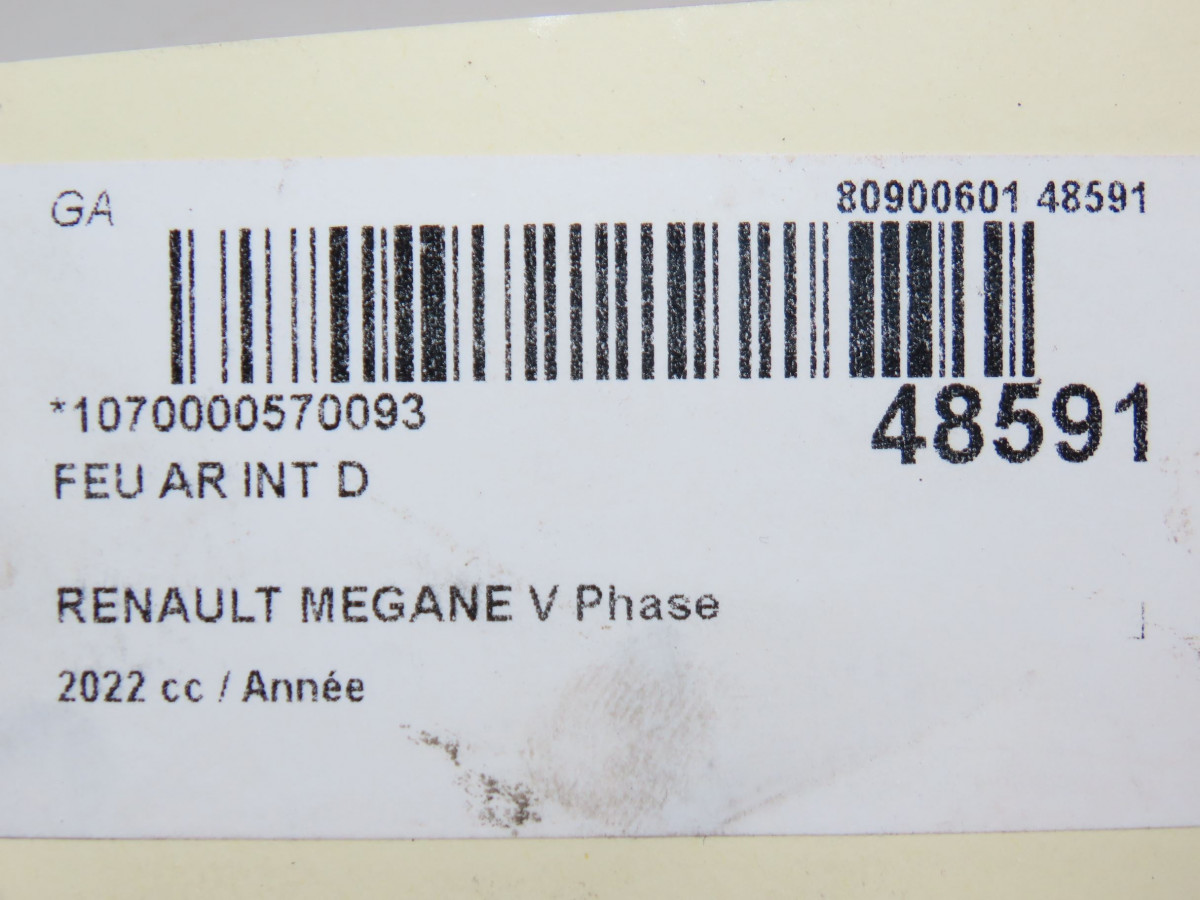 GA 80900601 48591
*1070000570093
48591
FEU AR INT D
RENAULT MEGANE V Phase
2022 cc / Année